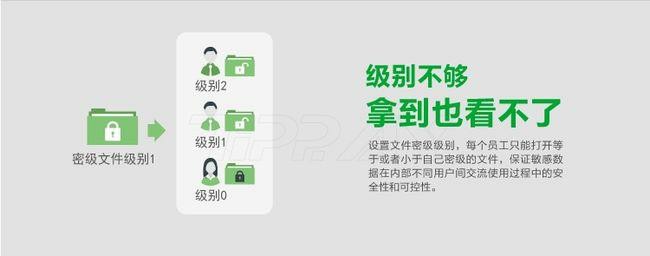 级别2
级别1
级别0
密级文件级别1
级别不够
拿到也看不了
设置文件密级级别，每个员工只能打开等
于或者小于自己密级的文件，保证敏感数
据在内部不同用户间交流使用过程中的安
全性和可控性。